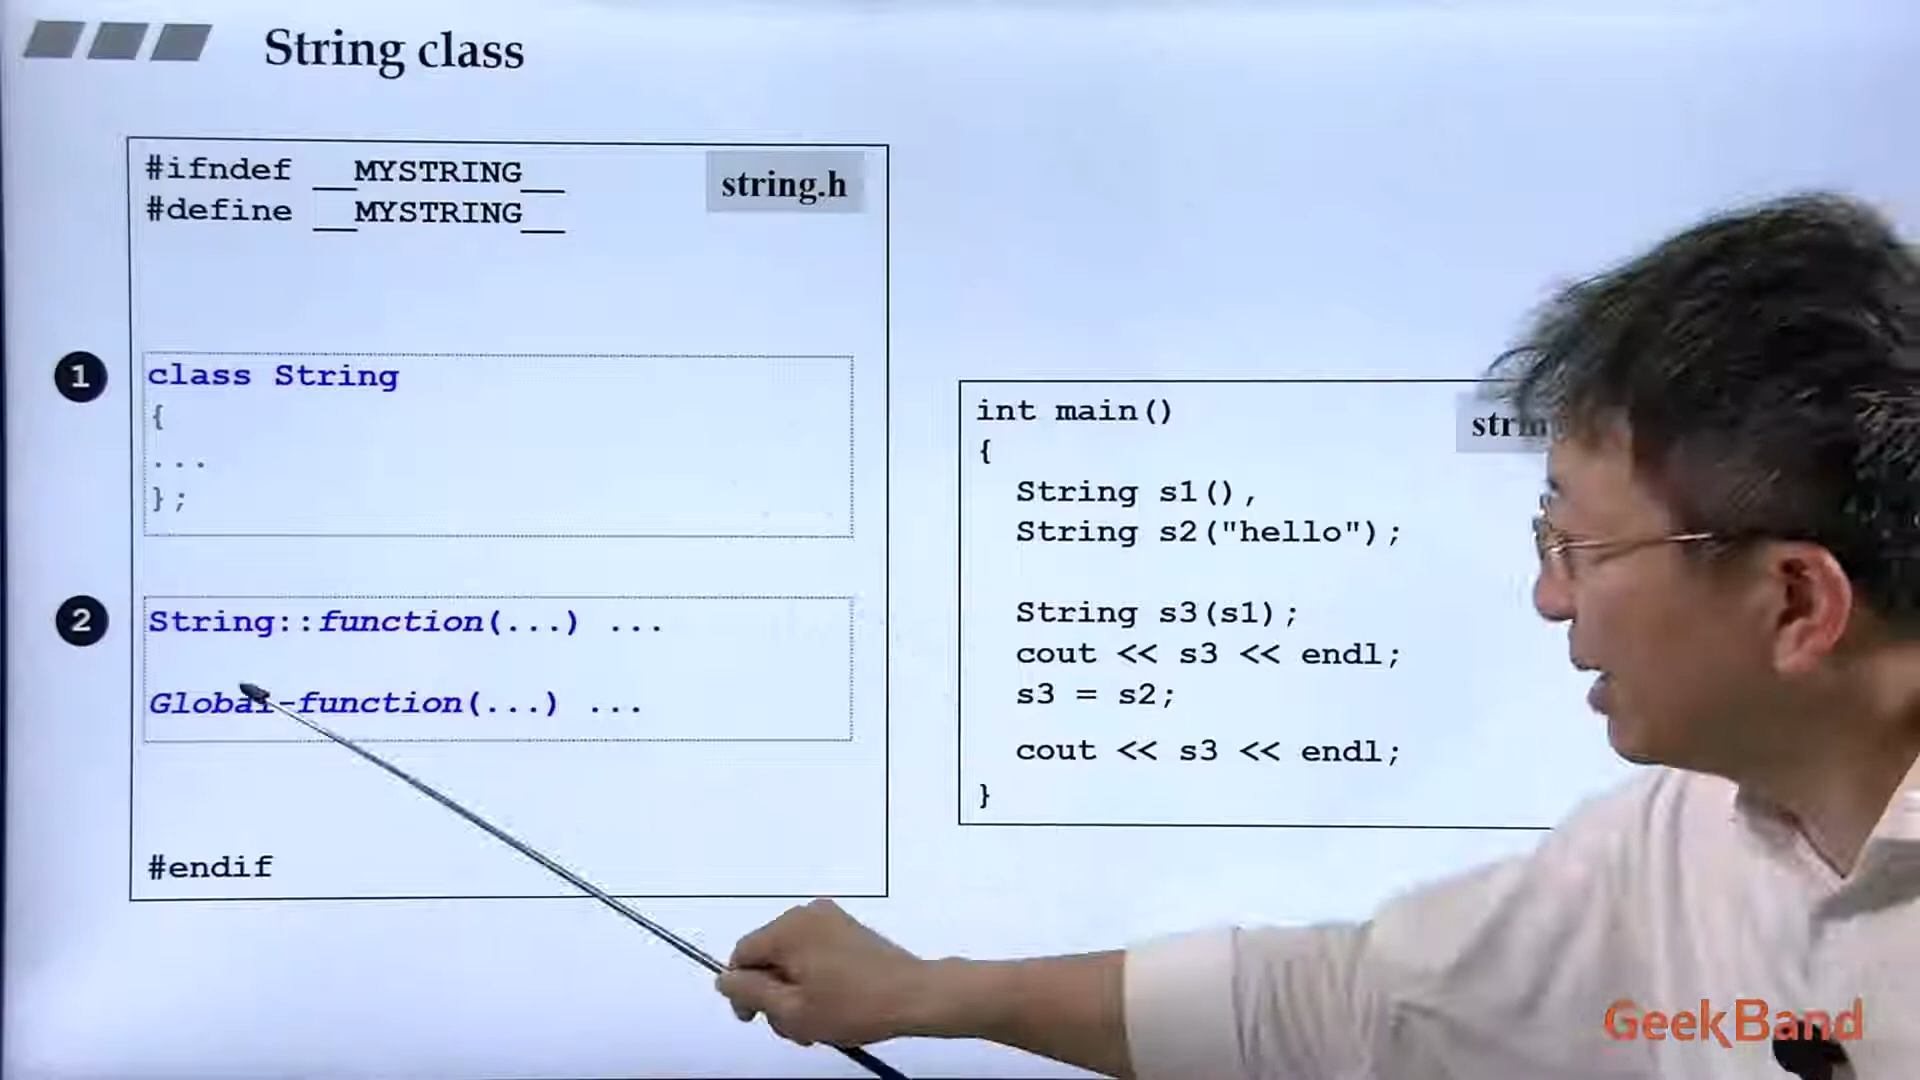 String class
#ifndef __MYSTRING__
string.h
#define __MYSTRING__
1
class String
{
...
};
2
String::function(...) ...
Global-function(...) ...
#endif
int main()
{
String s1(),
String s2("hello");
String s3(s1);
cout << s3 << endl;
s3 = s2;
cout << s3 << endl;
}
GeekBand